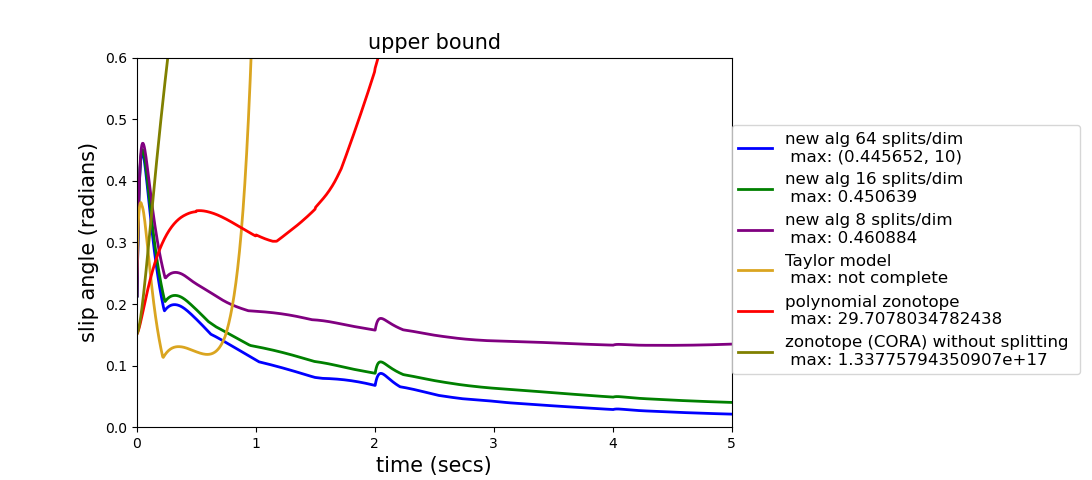 upper bound
0.6
0.5
0.4
0.3
0.2
0.1
0.0
slip angle (radians)
0
1
2
3
4
5
time (secs)
new alg 64 splits/dim
max: (0.445652, 10)
new alg 16 splits/dim
max: 0.450639
new alg 8 splits/dim
max: 0.460884
Taylor model
max: not complete
polynomial zonotope
max: 29.7078034782438
zonotope (CORA) without splitting
max: 1.33775794350907e+17